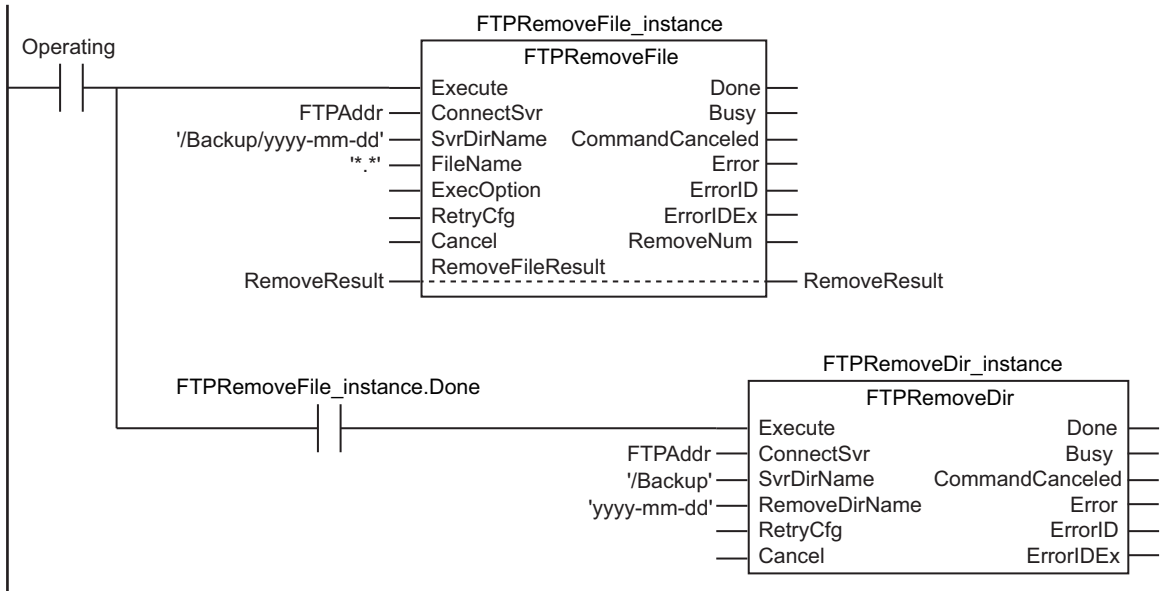 FTPRemoveFile_instance
Operating
FTPRemoveFile
Execute Done
FTPAddr ConnectSvr Busy
'/Backup/yyyy-mm-dd' SvrDirName CommandCanceled
'*.*' FileName Error
ExecOption ErrorID
RetryCfg ErrorIDEx
Cancel RemoveNum
RemoveFileResult
RemoveResult RemoveResult
FTPRemoveDir_instance
FTPRemoveFile_instance.Done
FTPRemoveDir
Execute Done
FTPAddr ConnectSvr Busy
'/Backup' SvrDirName CommandCanceled
'yyyy-mm-dd' RemoveDirName Error
RetryCfg ErrorID
Cancel ErrorIDEx